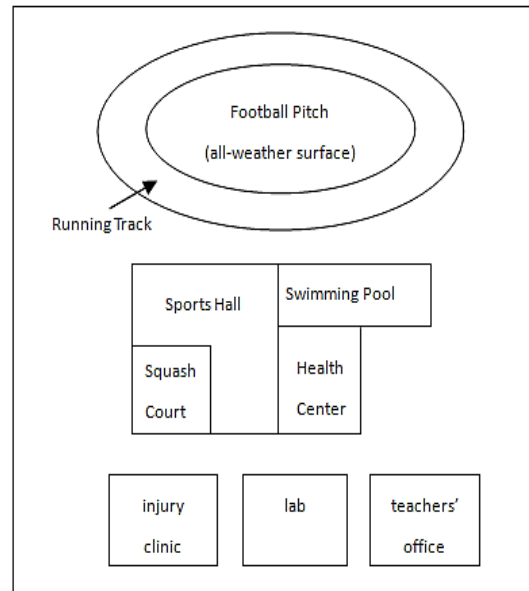 Football Pitch
(all-weather surface)
Running Track
Sports Hall
Swimming Pool
Squash
Court
Health
Center
injury
clinic
lab
teachers'
office